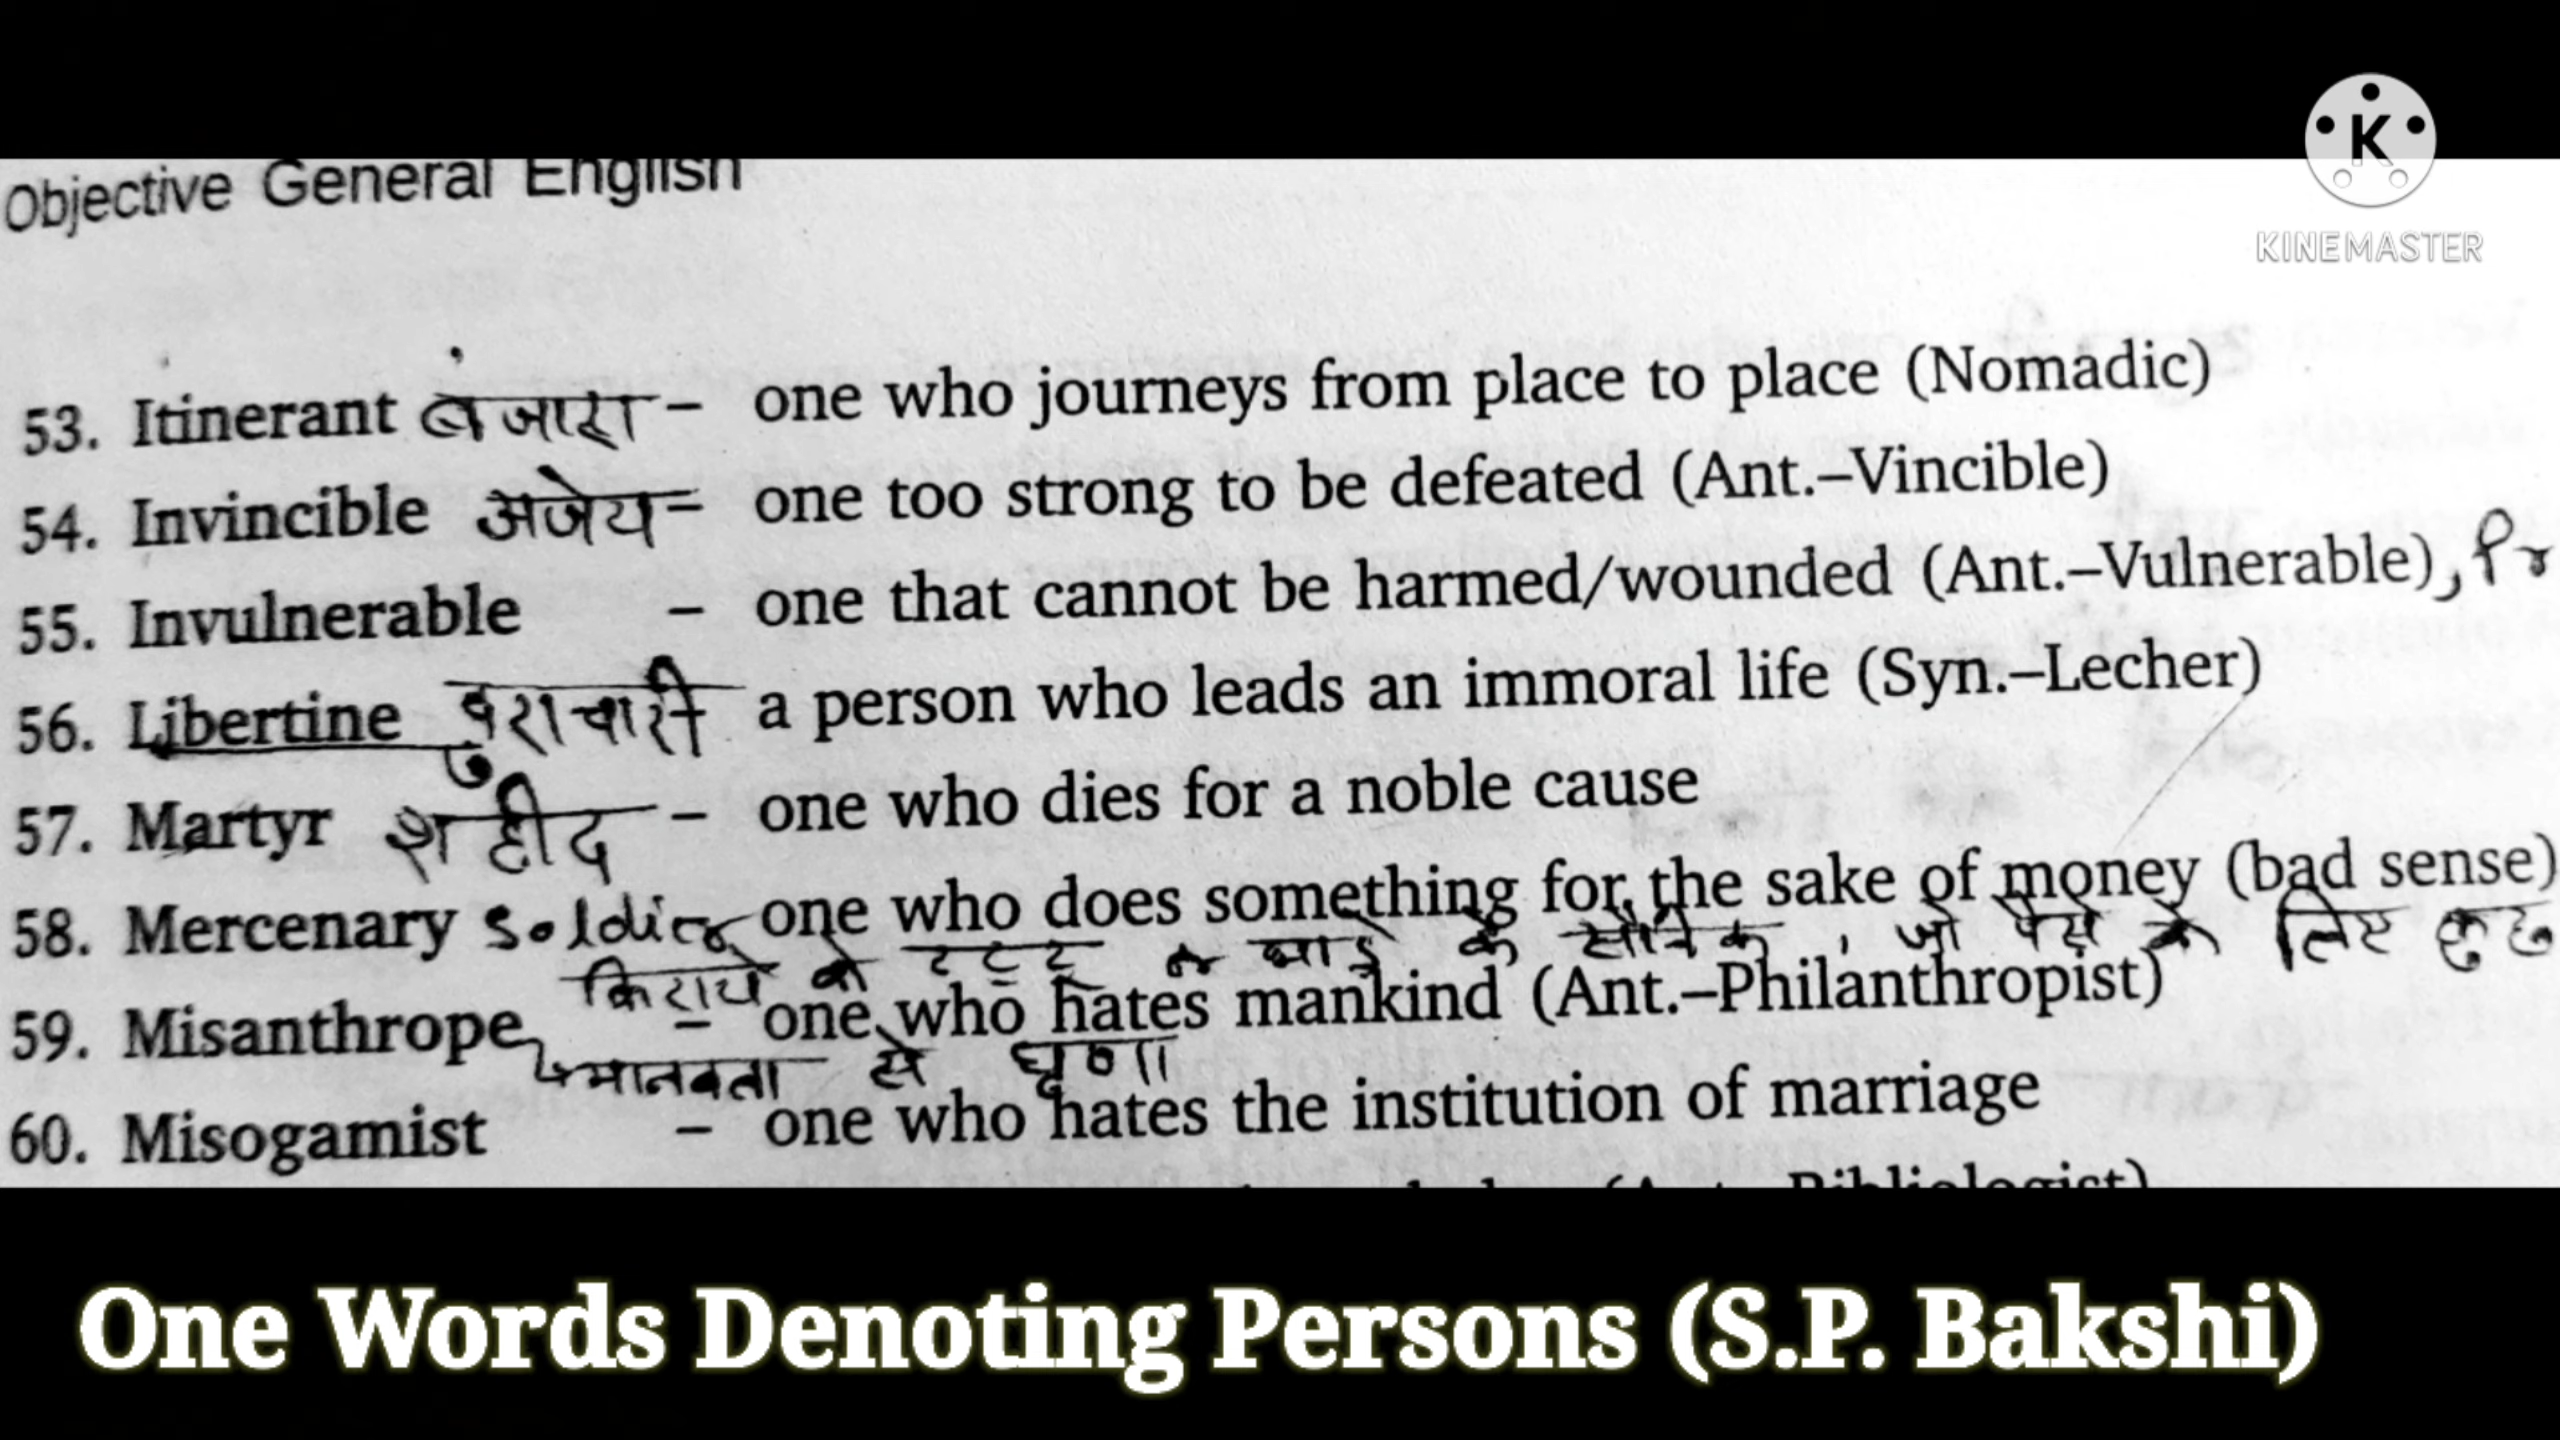 K
KINEMASTER
Objective General English
53. Itinerant बंजारा - one who journeys from place to place (Nomadic)
54. Invincible अजेय - one too strong to be defeated (Ant.–Vincible)
55. Invulnerable - one that cannot be harmed/wounded (Ant.–Vulnerable),
56. Libertine दुराचारी a person who leads an immoral life (Syn.–Lecher)
57. Martyr शहीद - one who dies for a noble cause
58. Mercenary soldier one who does something for the sake of money (bad sense)
किराये के टट्टू भाड़े के सैनिक, जो पैसे के लिए कुछ
59. Misanthrope - one who hates mankind (Ant.–Philanthropist)
मानवता से घृणा
60. Misogamist - one who hates the institution of marriage
Bibliologist)
One Words Denoting Persons (S.P. Bakshi)